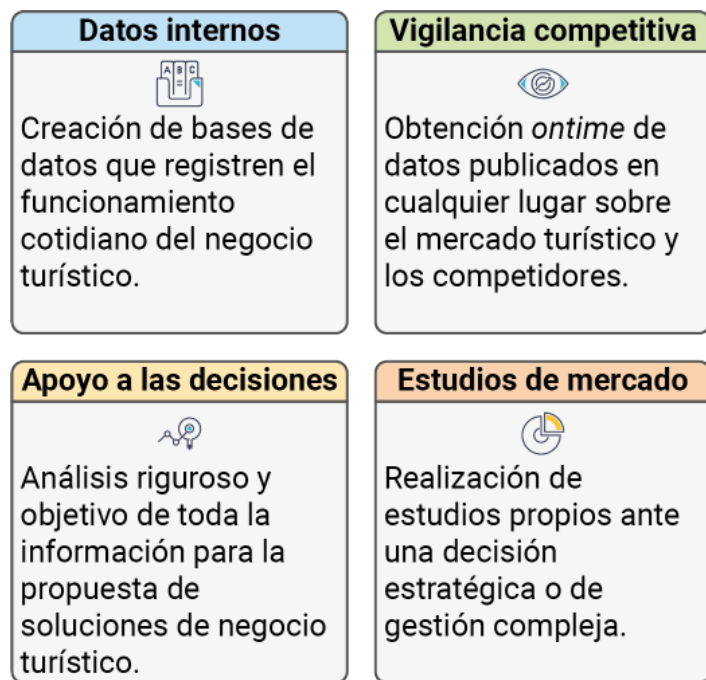 Datos internos
A B C
Creación de bases de
datos que registren el
funcionamiento
cotidiano del negocio
turístico.
Vigilancia competitiva
Obtención ontime de
datos publicados en
cualquier lugar sobre
el mercado turístico y
los competidores.
Apoyo a las decisiones
Análisis riguroso y
objetivo de toda la
información para la
propuesta de
soluciones de negocio
turístico.
Estudios de mercado
Realización de
estudios propios ante
una decisión
estratégica o de
gestión compleja.